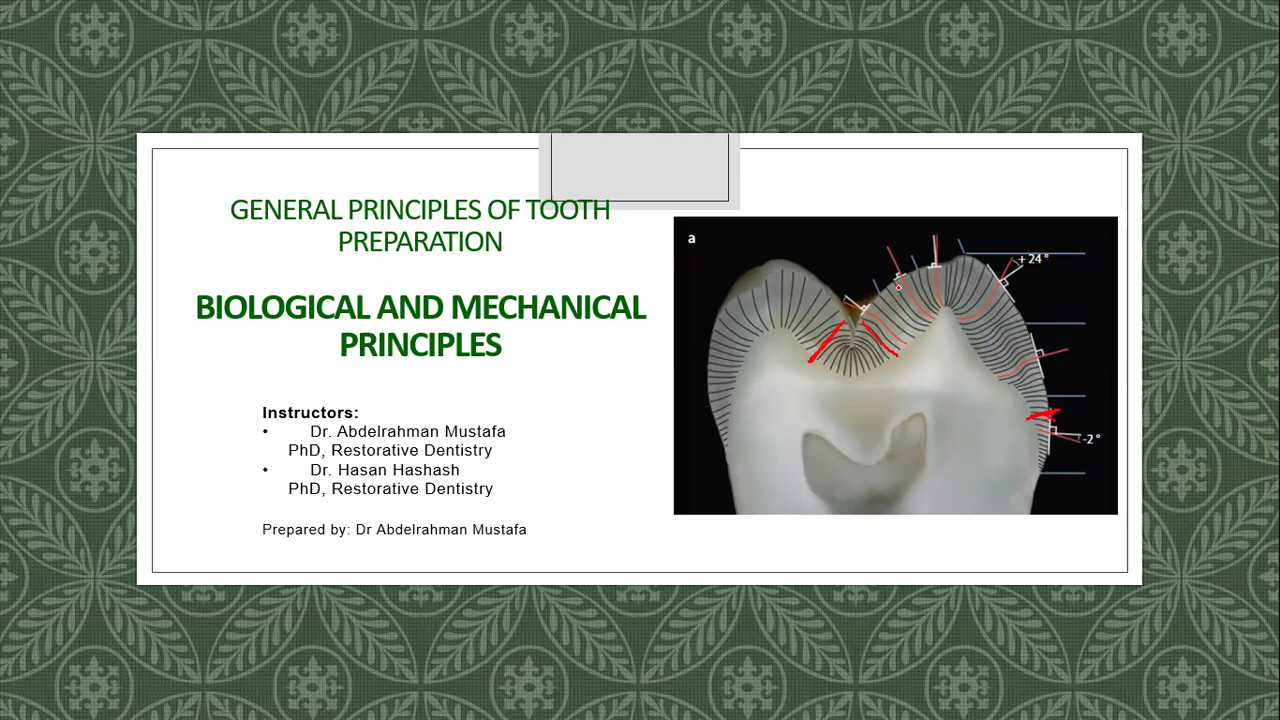 GENERAL PRINCIPLES OF TOOTH
PREPARATION
BIOLOGICAL AND MECHANICAL
PRINCIPLES
Instructors:
• Dr. Abdelrahman Mustafa
PhD, Restorative Dentistry
• Dr. Hasan Hashash
PhD, Restorative Dentistry
Prepared by: Dr Abdelrahman Mustafa
a
+24°
-2°